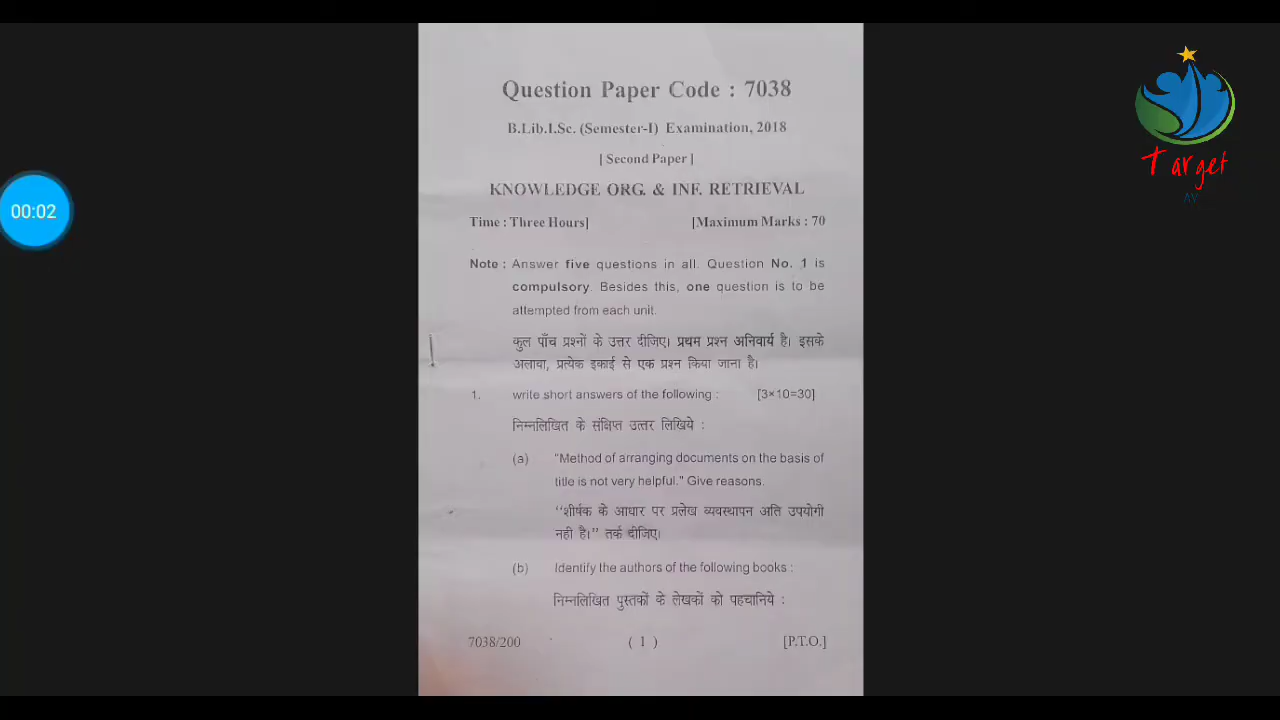 Question Paper Code : 7038
B.Lib.I.Sc. (Semester-I) Examination, 2018
[ Second Paper ]
KNOWLEDGE ORG. & INF. RETRIEVAL
Time : Three Hours] [Maximum Marks : 70
Note : Answer five questions in all. Question No. 1 is
compulsory. Besides this, one question is to be
attempted from each unit.
कुल पाँच प्रश्नों के उत्तर दीजिए। प्रथम प्रश्न अनिवार्य है। इसके
अलावा, प्रत्येक इकाई से एक प्रश्न किया जाना है।
1. write short answers of the following : [3×10=30]
निम्नलिखित के संक्षिप्त उत्तर लिखिये :
(a) "Method of arranging documents on the basis of
title is not very helpful." Give reasons.
‘‘शीर्षक के आधार पर प्रलेख व्यवस्थापन अति उपयोगी
नही है।’’ तर्क दीजिए।
(b) Identify the authors of the following books :
निम्नलिखित पुस्तकों के लेखकों को पहचानिये :
7038/200 ( 1 ) [P.T.O.]
00:02
Target
AV